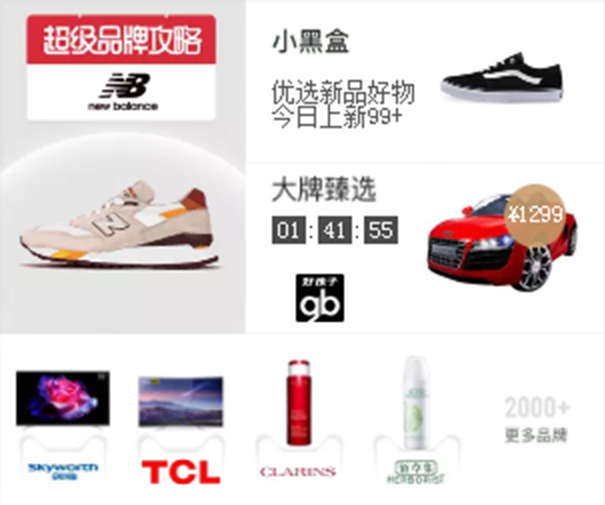 超级品牌攻略
NB
new balance
N
小黑盒
优选新品好物
今日上新99+
大牌臻选
01:41:55
¥1299
好孩子
gb
skyworth
创维
TCL
CLARINS
佰草集
HERBORIST
2000+
更多品牌